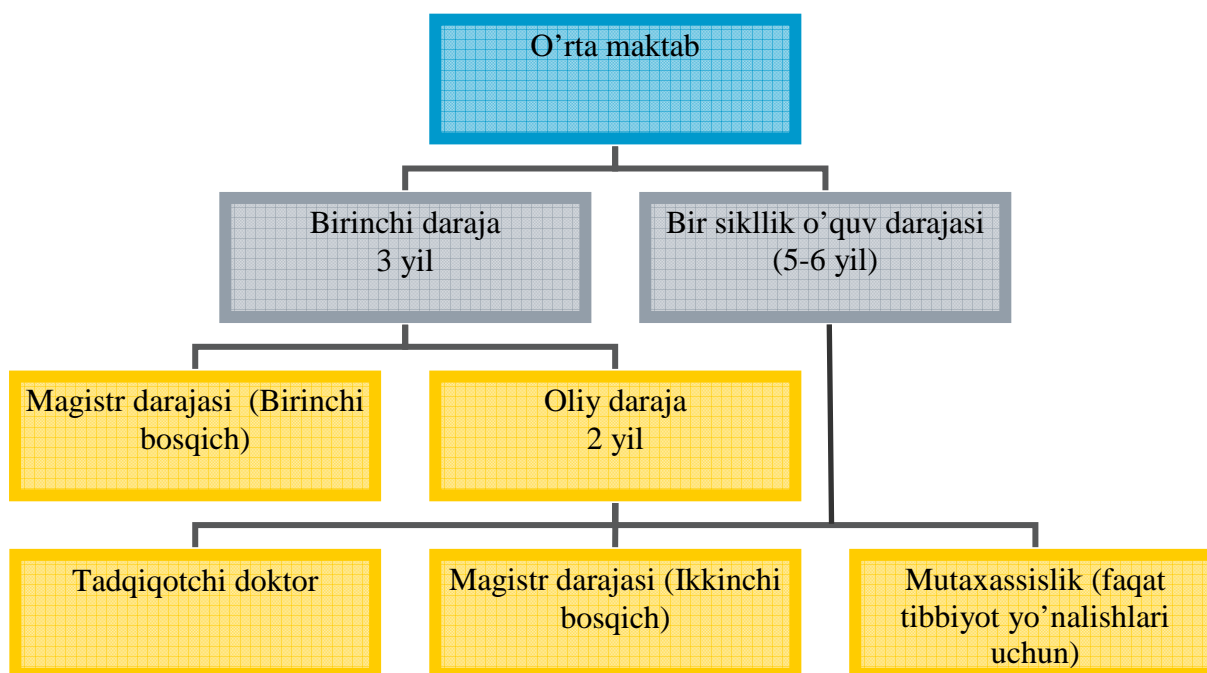 O’rta maktab
Birinchi daraja
3 yil
Bir sikllik o’quv darajasi
(5-6 yil)
Magistr darajasi (Birinchi
bosqich)
Oliy daraja
2 yil
Tadqiqotchi doktor
Magistr darajasi (Ikkinchi
bosqich)
Mutaxassislik (faqat
tibbiyot yo’nalishlari
uchun)